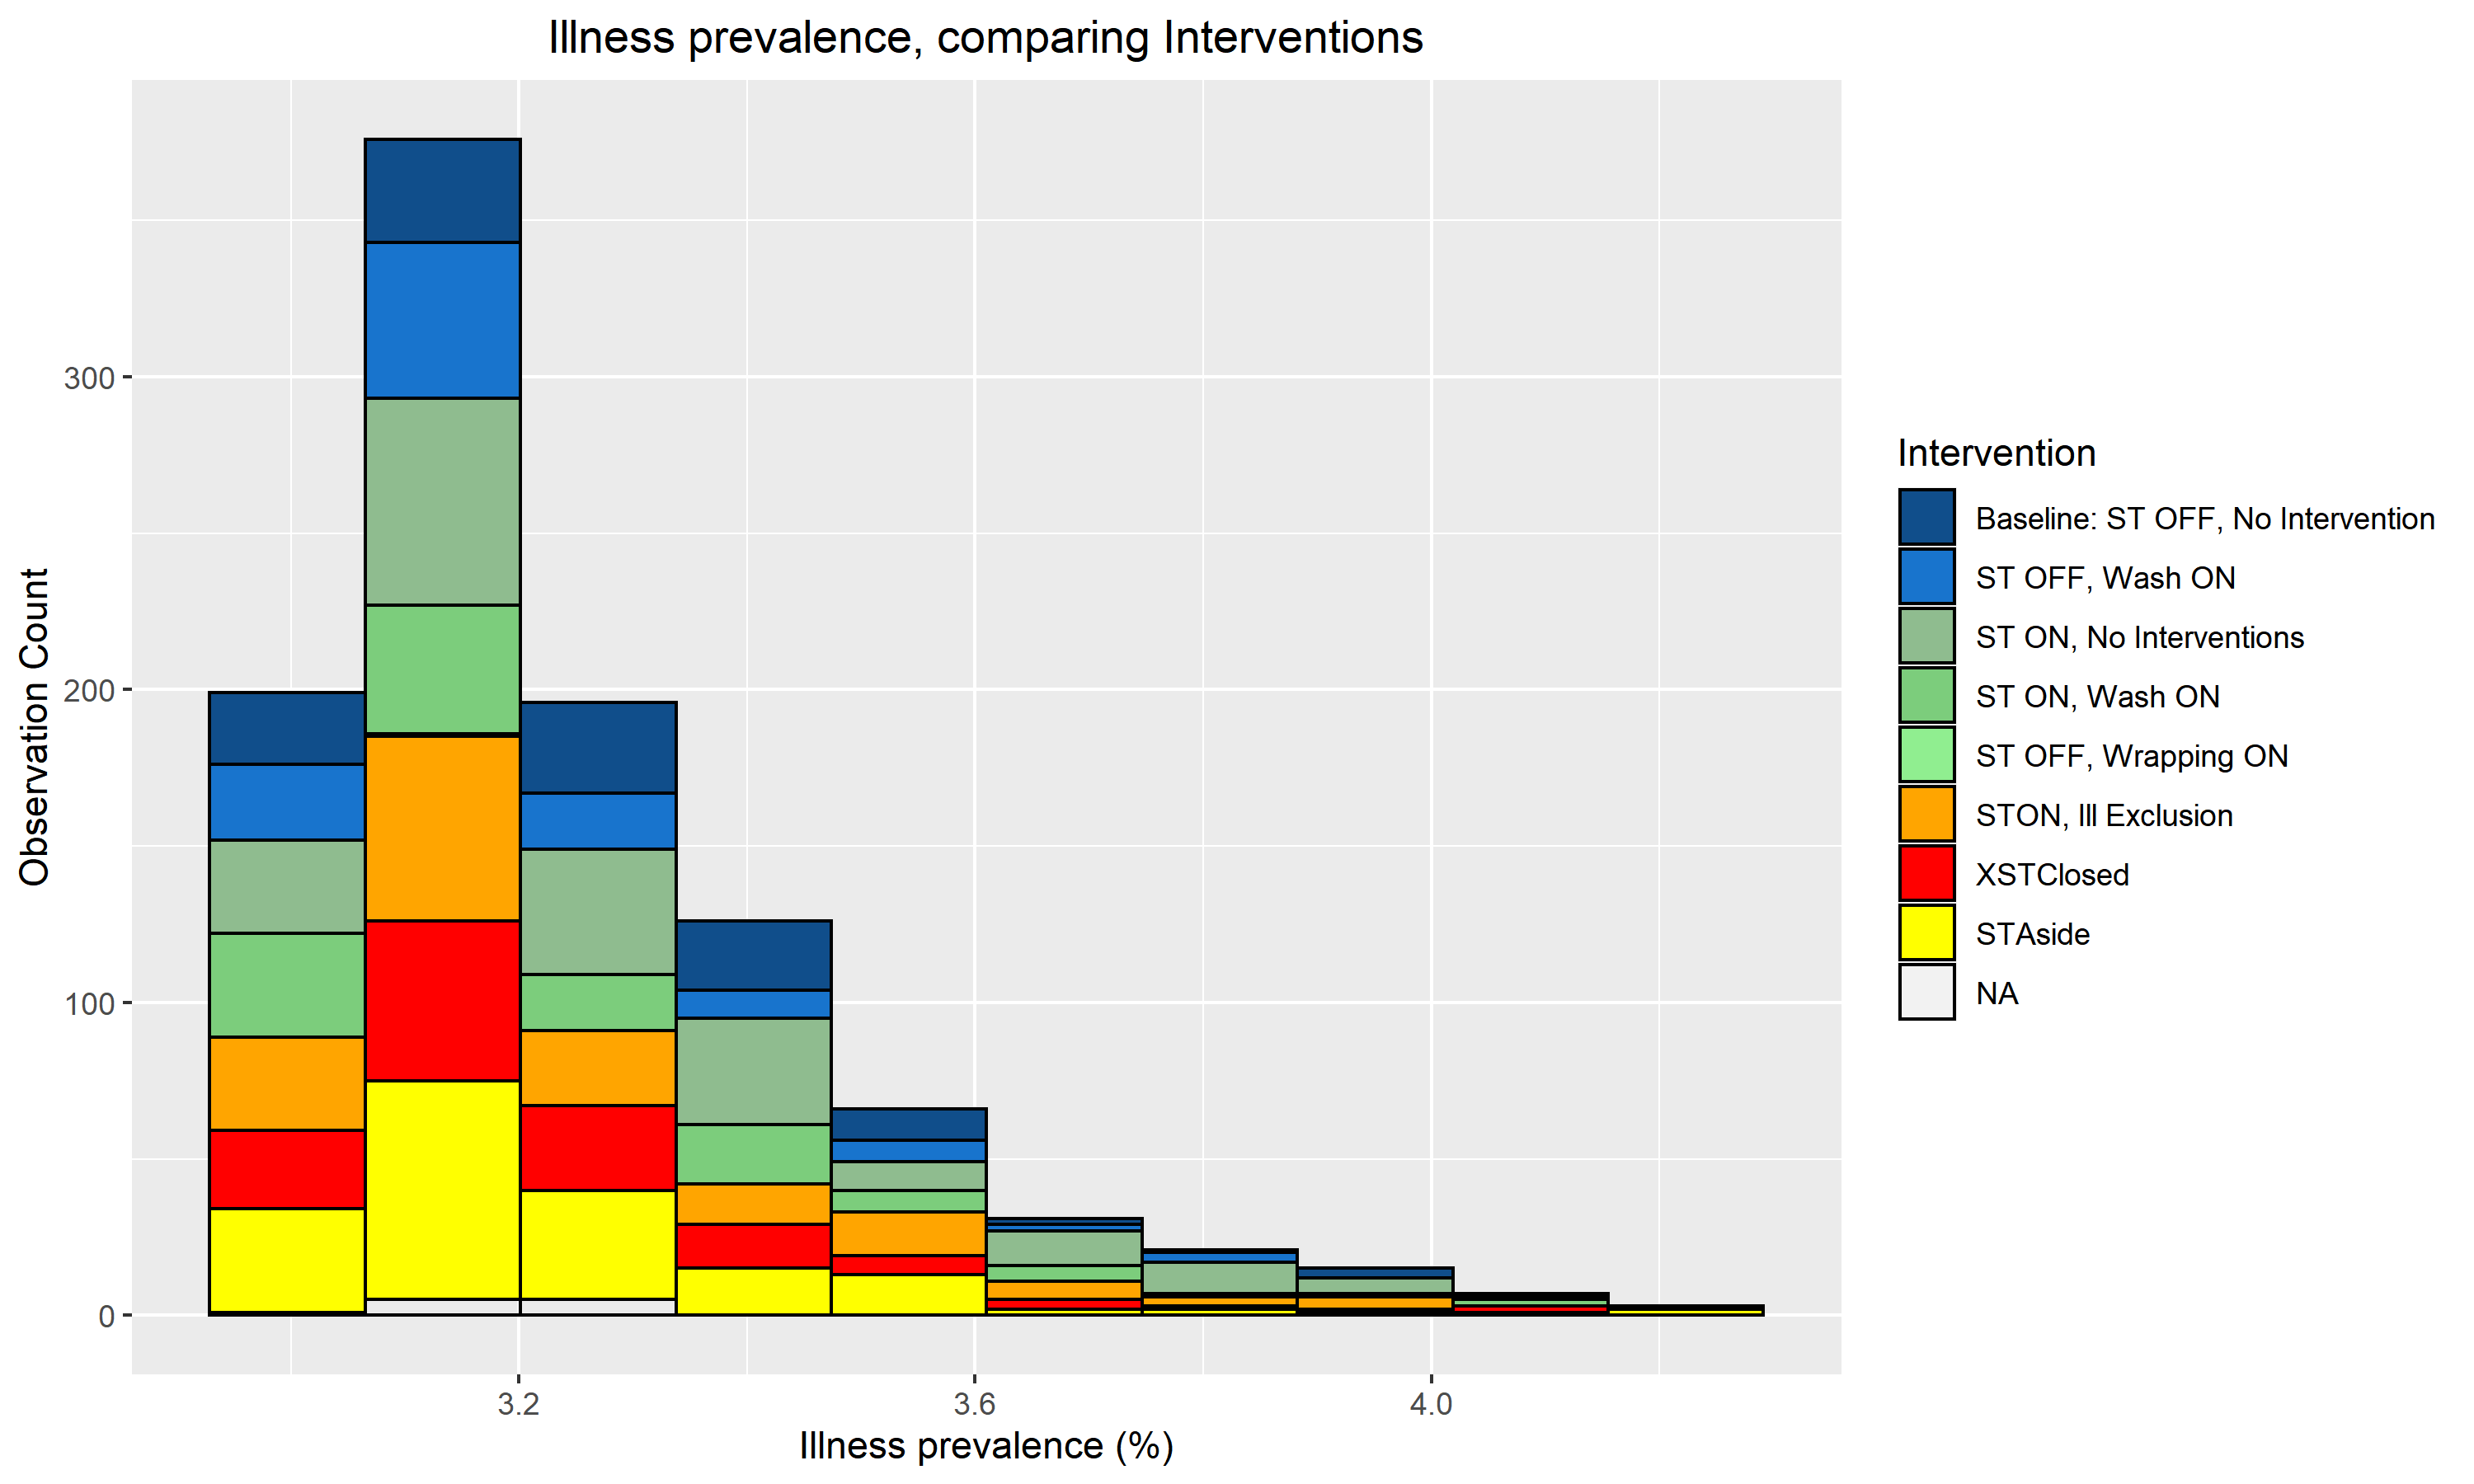 Illness prevalence, comparing Interventions
Observation Count
300
200
100
0
3.2
3.6
4.0
Illness prevalence (%)
Intervention
Baseline: ST OFF, No Intervention
ST OFF, Wash ON
ST ON, No Interventions
ST ON, Wash ON
ST OFF, Wrapping ON
STON, Ill Exclusion
XSTClosed
STAside
NA